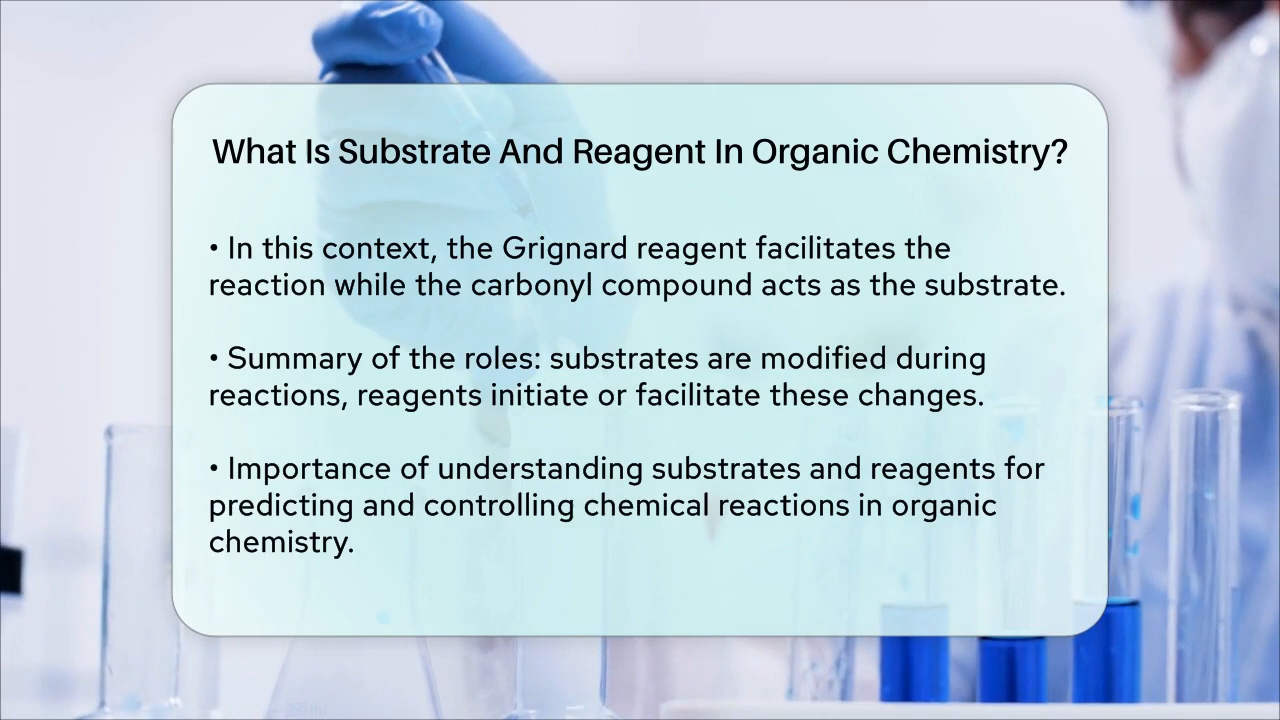 What Is Substrate And Reagent In Organic Chemistry?
• In this context, the Grignard reagent facilitates the
reaction while the carbonyl compound acts as the substrate.
• Summary of the roles: substrates are modified during
reactions, reagents initiate or facilitate these changes.
• Importance of understanding substrates and reagents for
predicting and controlling chemical reactions in organic
chemistry.